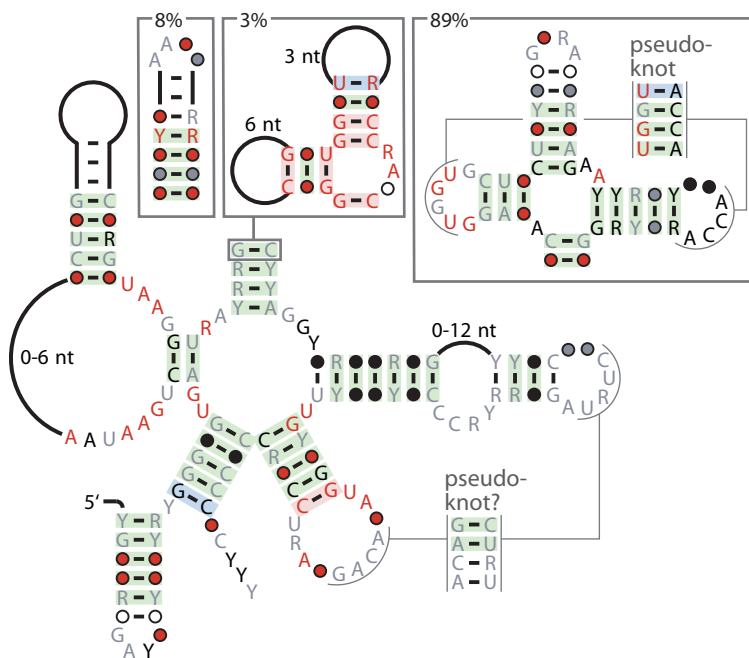 8%
3%
89%
A A
A
R
Y R
3 nt
U R
G C
G C
6 nt
G U
C G G C
R
A
G R
A
Y R
U A
C G A A
pseudo-
knot
U A
G C
G C
U A
G C U
U
G
G
U G A
A
Y Y R R
G R Y R
A
C
C
A
C G
G C
C R
U G
C G
U A A G
G
C
U
G
A
A
U
A
A
0-6 nt
G C
R Y
R Y
Y A
U R A
U
A
G
U
G
G Y
U
U
R R G
R Y C
0-12 nt
C C R Y R
Y Y C
R R G
A
U
R
U
C
G C C G
G C
G C
G C
Y
C
Y
Y
Y
5'
Y R
G Y
R Y
G
A
Y
G Y
R
C G
C G U A
U
R
A
G A C A
A
pseudo-
knot?
G C
A U
C R
A U